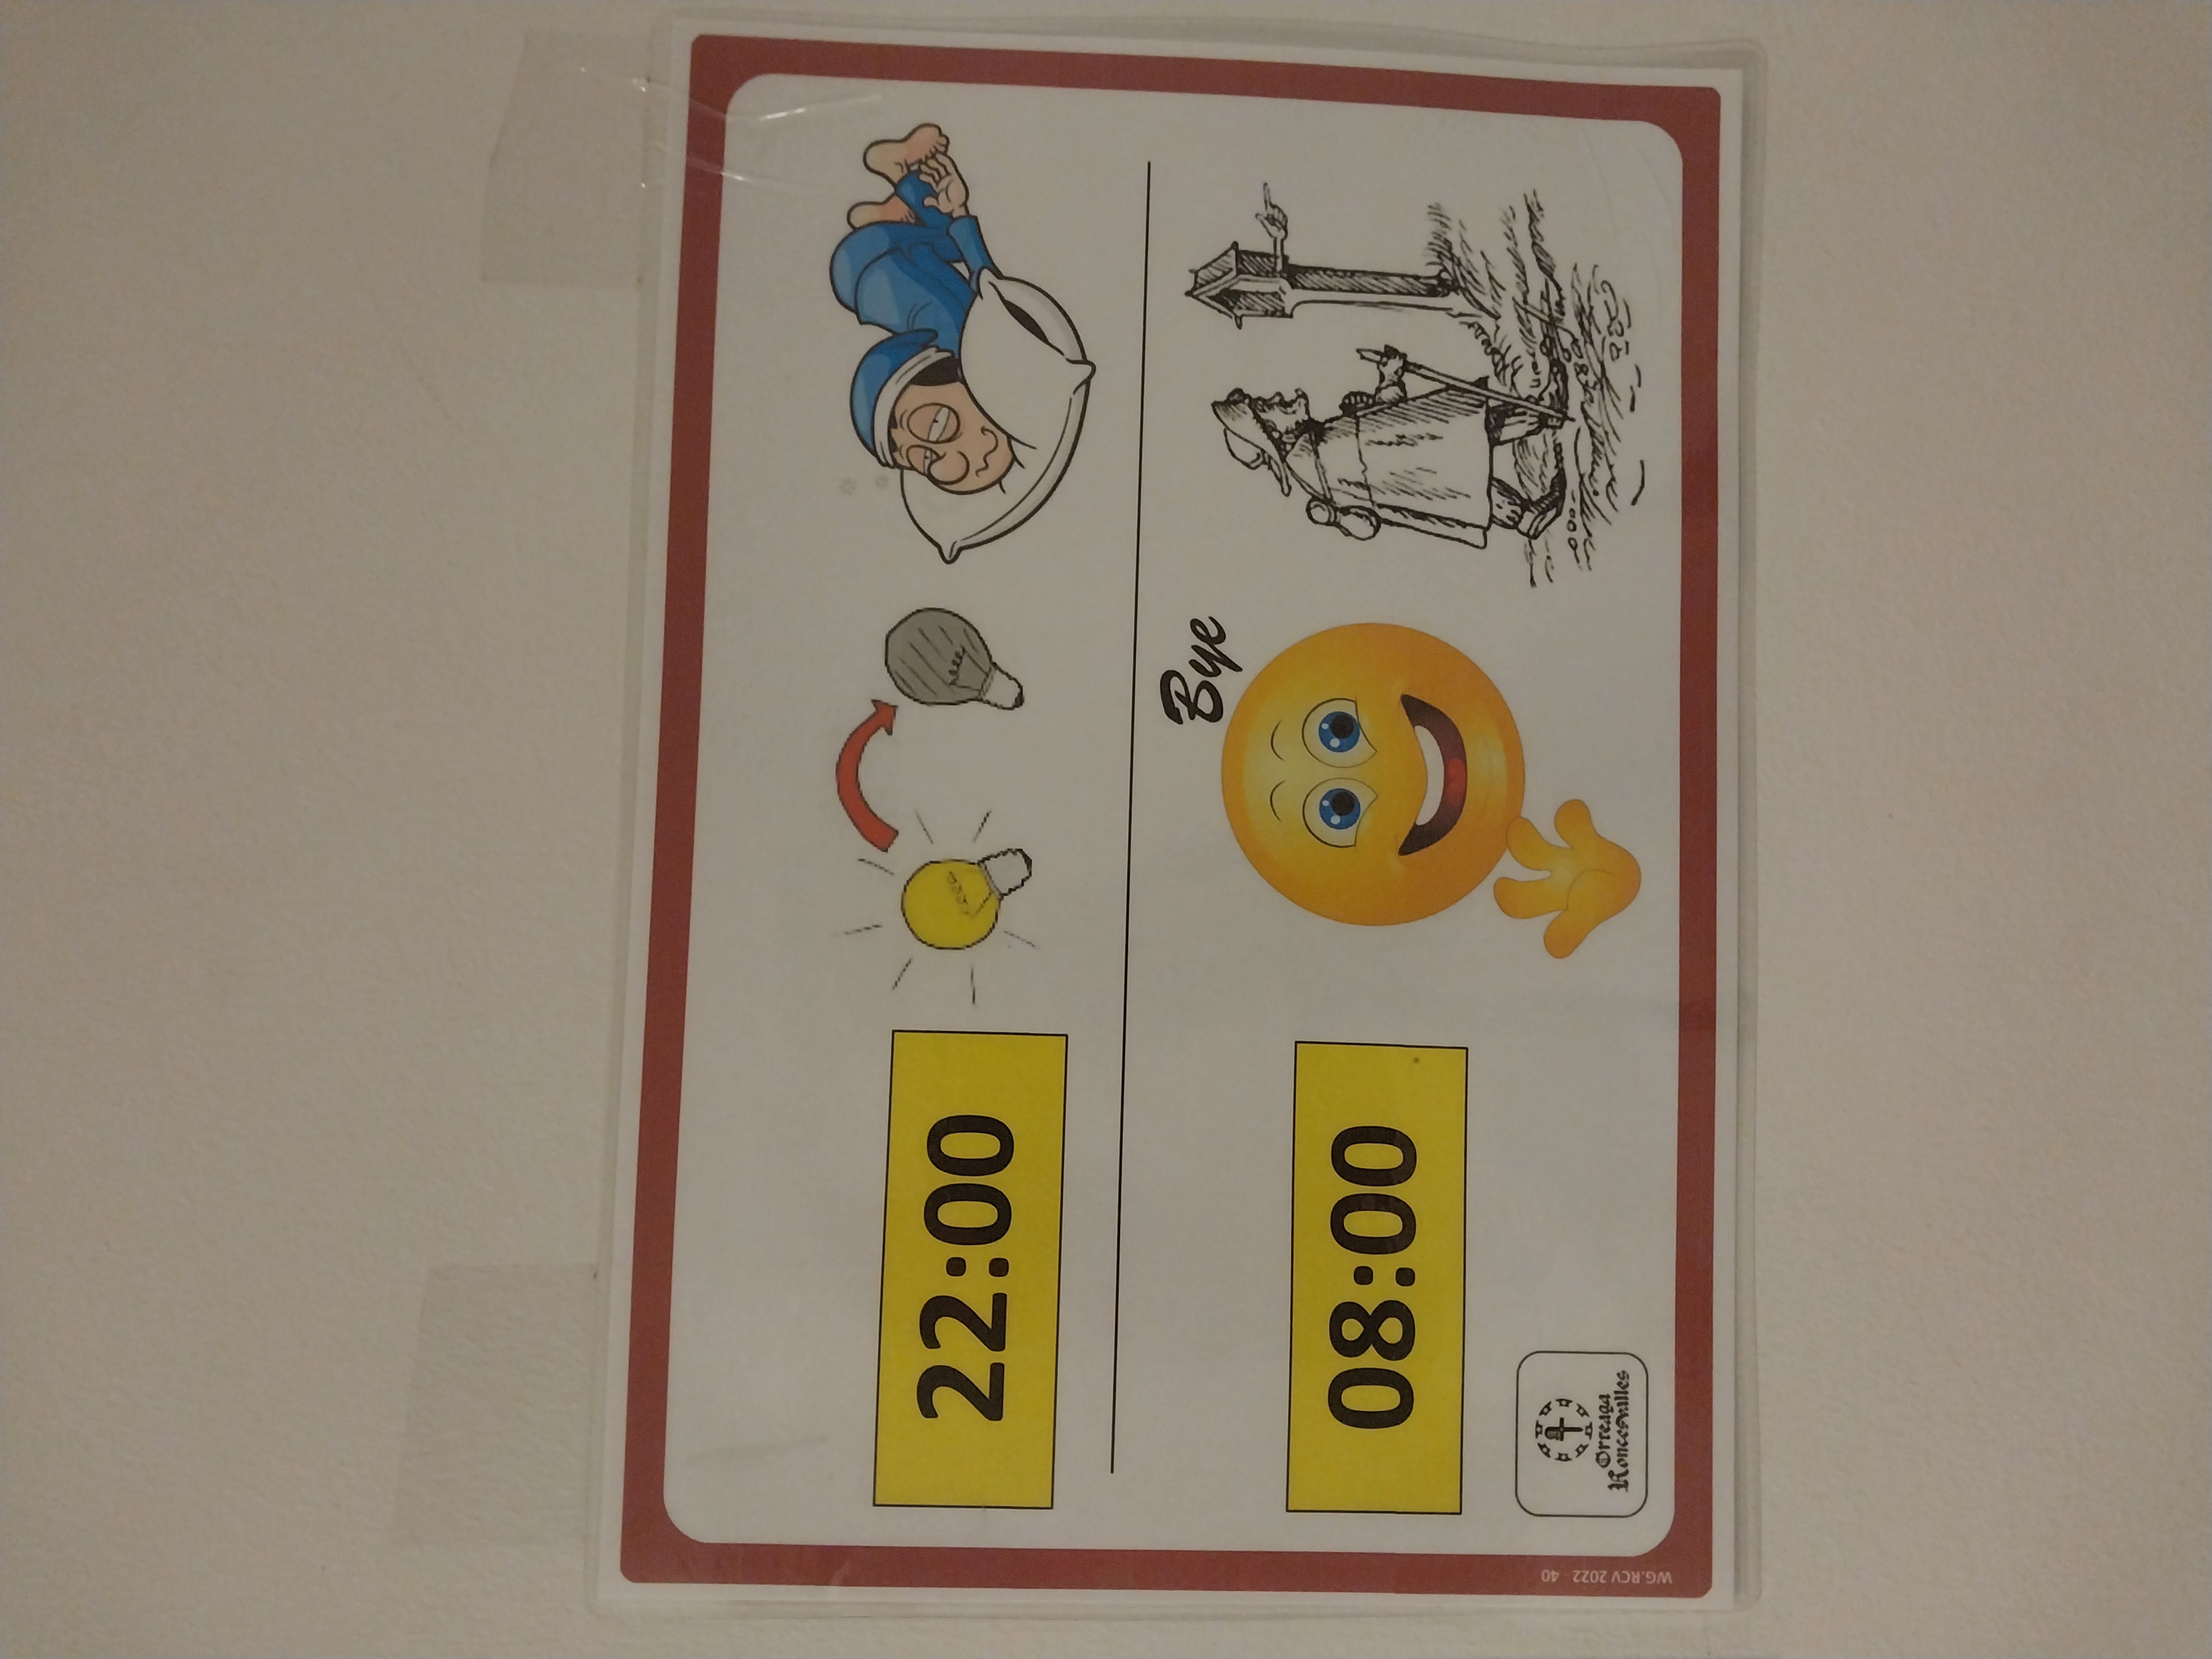 22:00
Bye
08:00
Orreaga
Roncesvalles
WG.RCV 2022 - 40